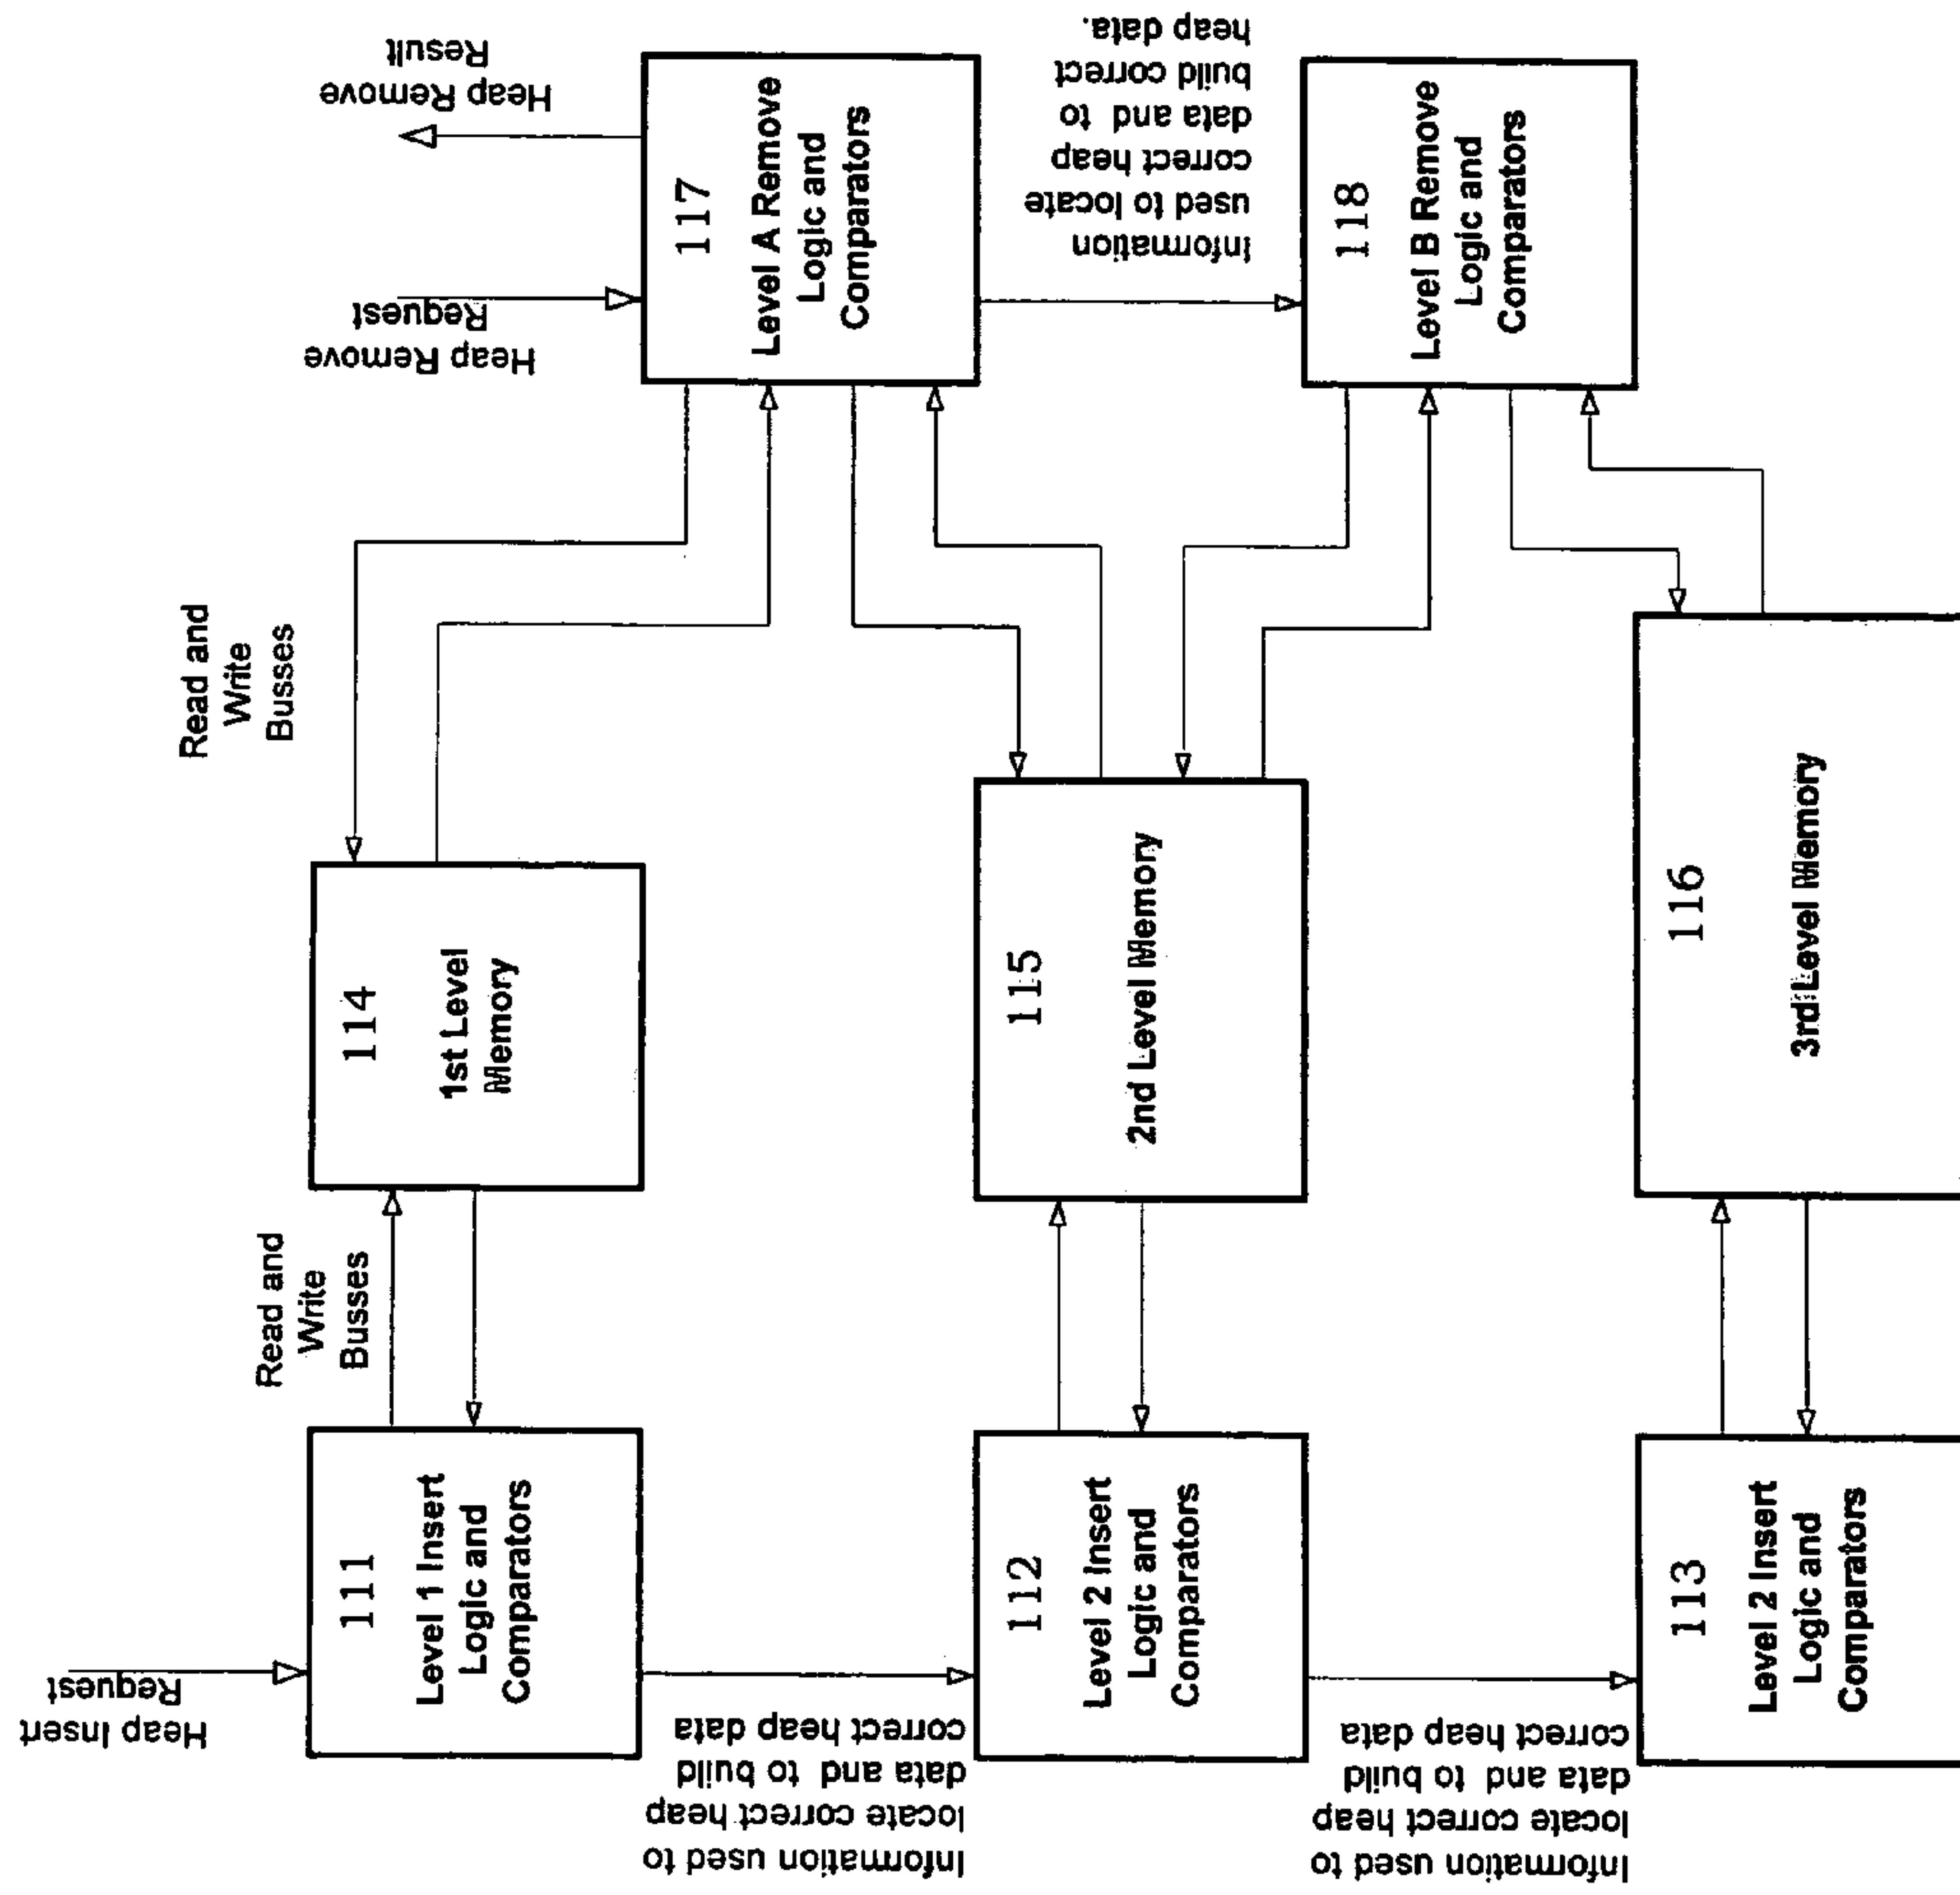 Heap Insert
Request
111
Level 1 Insert
Logic and
Comparators
Read and
Write
Busses
114
1st Level
Memory
Read and
Write
Busses
Heap Remove
Request
Heap Remove
Result
117
Level A Remove
Logic and
Comparators
Information used to
locate correct heap
data and to build
correct heap data
112
Level 2 Insert
Logic and
Comparators
115
2nd Level Memory
Information
used to locate
correct heap
data and to
build correct
heap data.
118
Level B Remove
Logic and
Comparators
Information used to
locate correct heap
data and to build
correct heap data
113
Level 2 Insert
Logic and
Comparators
116
3rd Level Memory